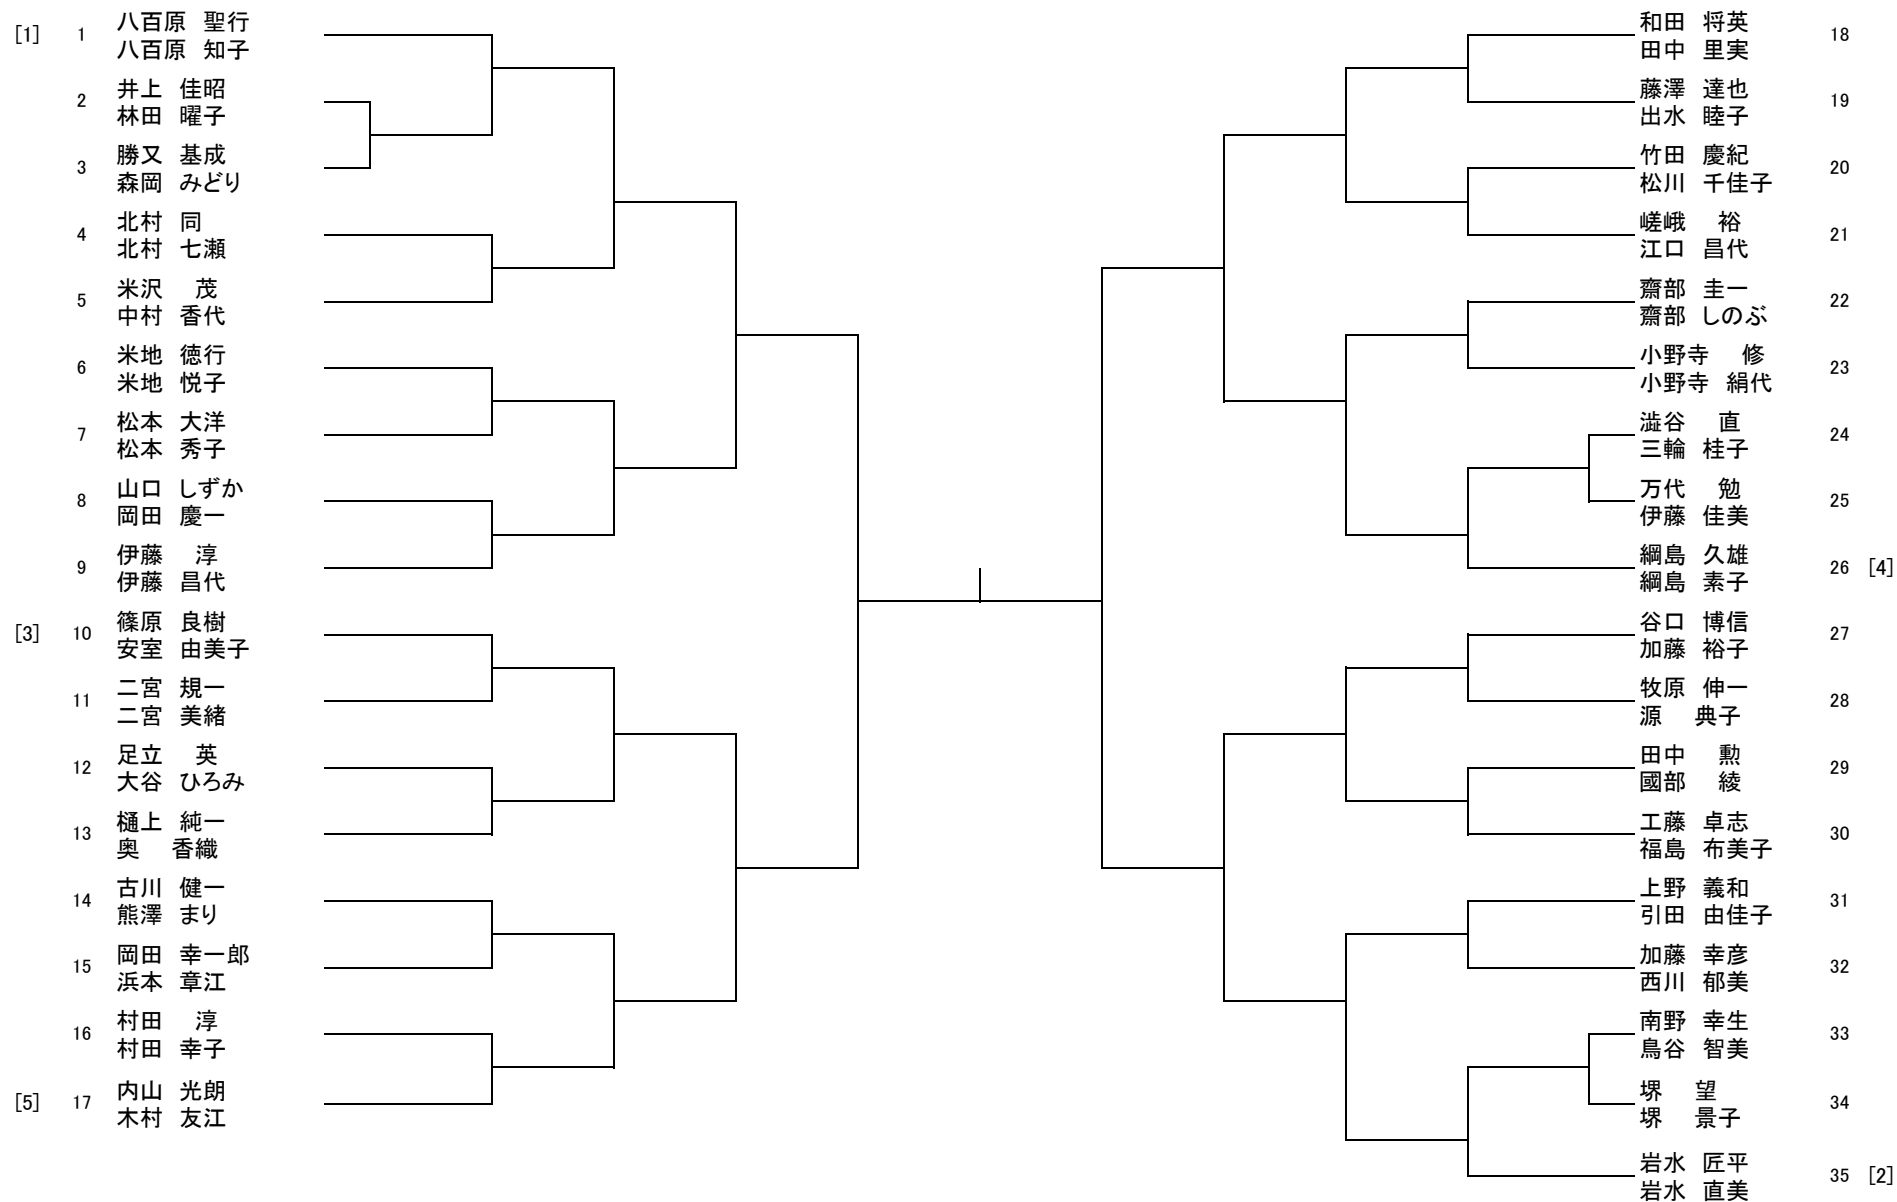 [1] 1 八百原 聖行
八百原 知子
2 井上 佳昭
林田 曜子
3 勝又 基成
森岡 みどり
4 北村 同
北村 七瀬
5 米沢 茂
中村 香代
6 米地 徳行
米地 悦子
7 松本 大洋
松本 秀子
8 山口 しずか
岡田 慶一
9 伊藤 淳
伊藤 昌代
[3] 10 篠原 良樹
安室 由美子
11 二宮 規一
二宮 美緒
12 足立 英
大谷 ひろみ
13 樋上 純一
奥 香織
14 古川 健一
熊澤 まり
15 岡田 幸一郎
浜本 章江
16 村田 淳
村田 幸子
[5] 17 内山 光朗
木村 友江
和田 将英 18
田中 里実
藤澤 達也 19
出水 睦子
竹田 慶紀 20
松川 千佳子
嵯峨 裕 21
江口 昌代
齋部 圭一 22
齋部 しのぶ
小野寺 修 23
小野寺 絹代
澁谷 直 24
三輪 桂子
万代 勉 25
伊藤 佳美
綱島 久雄 26 [4]
綱島 素子
谷口 博信 27
加藤 裕子
牧原 伸一 28
源 典子
田中 勲 29
國部 綾
工藤 卓志 30
福島 布美子
上野 義和 31
引田 由佳子
加藤 幸彦 32
西川 郁美
南野 幸生 33
鳥谷 智美
堺 望 34
堺 景子
岩水 匠平 35 [2]
岩水 直美